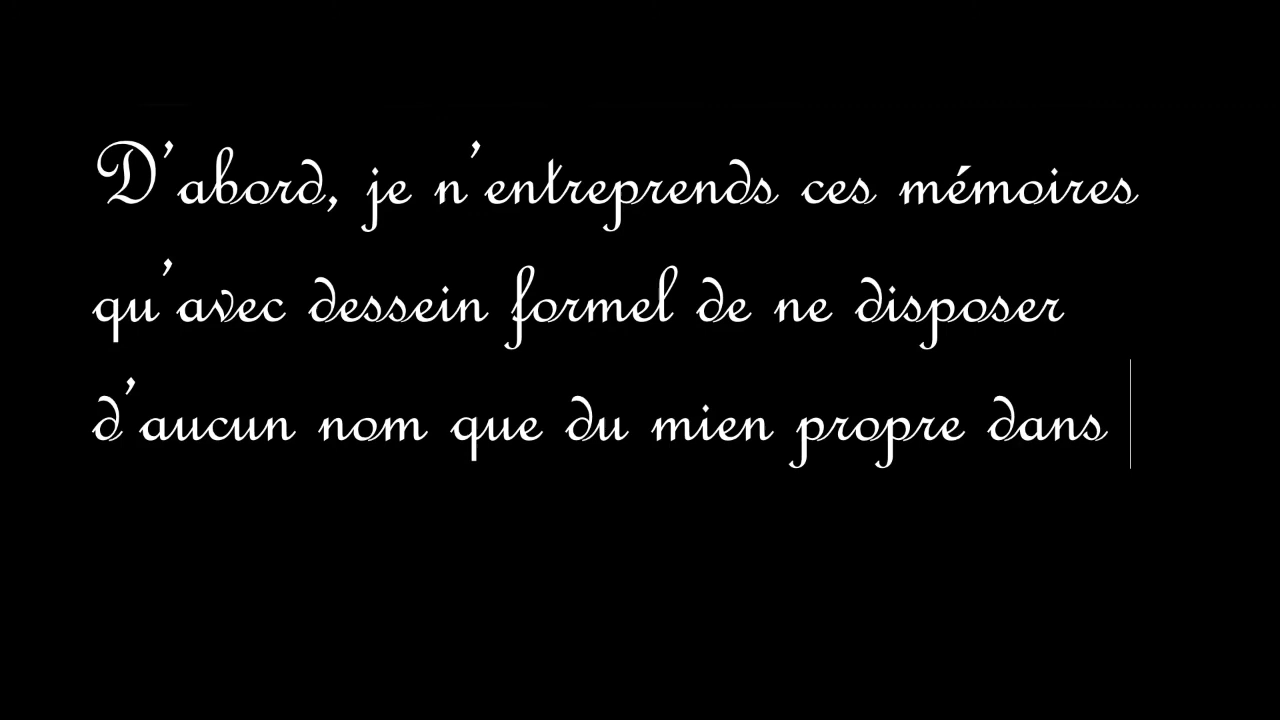 D'abord, je n'entreprends ces mémoires
qu'avec dessein formel de ne disposer
d'aucun nom que du mien propre dans